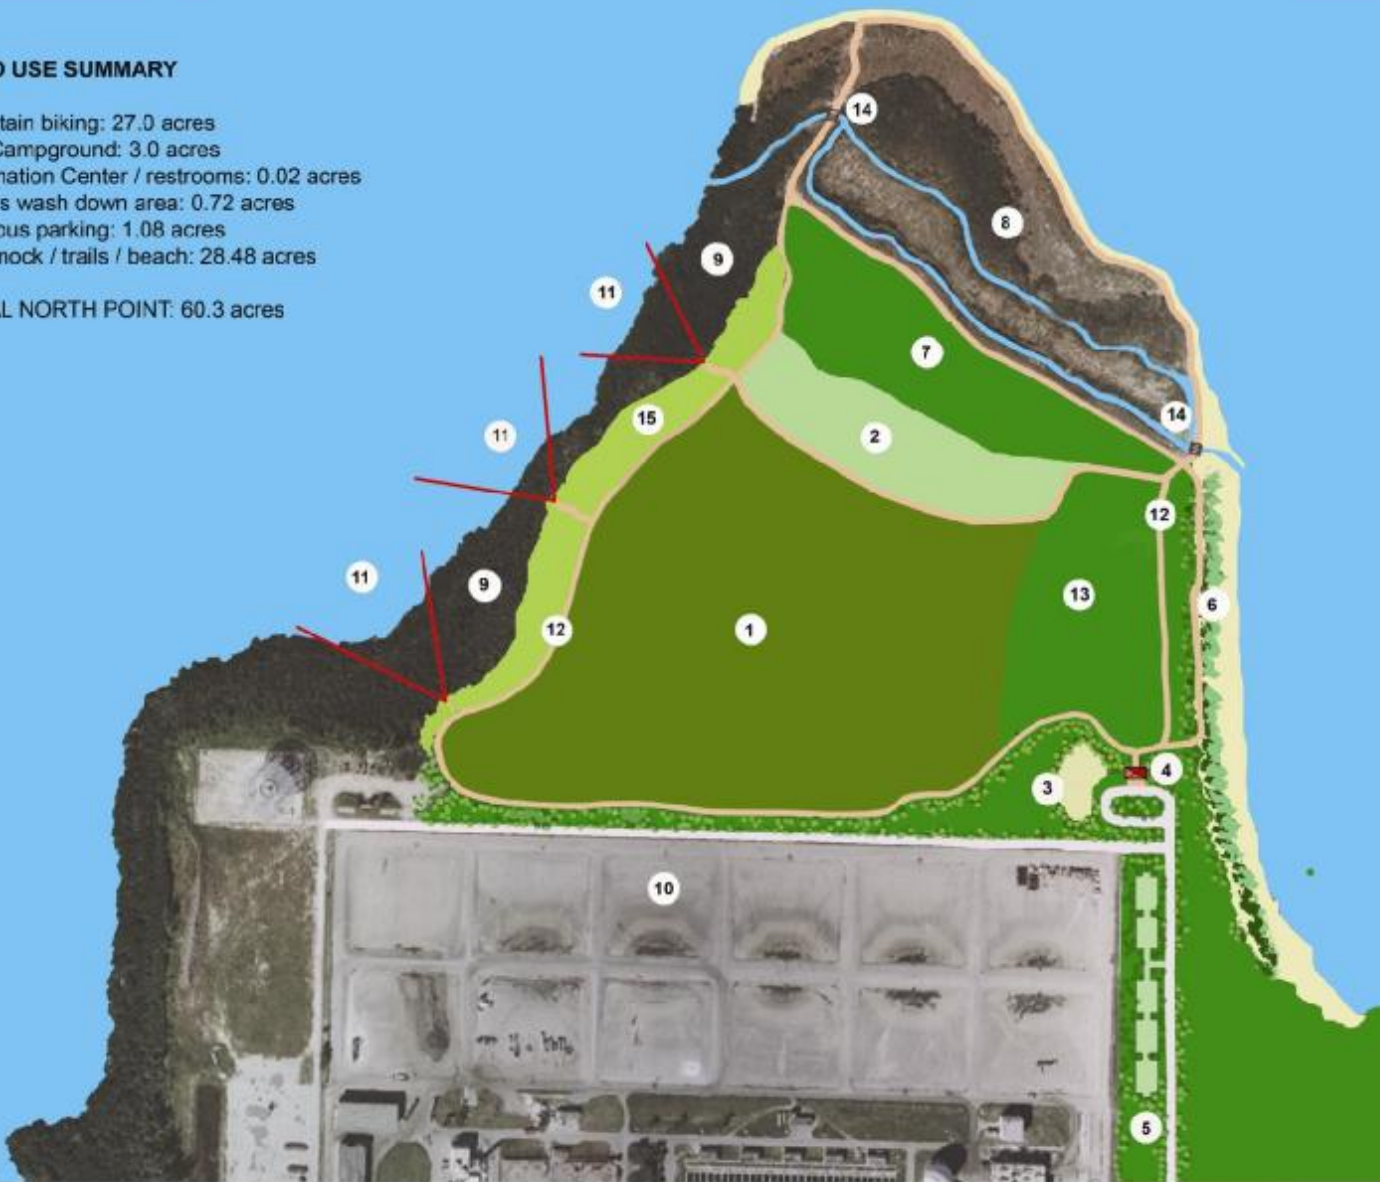 D USE SUMMARY
tain biking: 27.0 acres
Campground: 3.0 acres
nation Center / restrooms: 0.02 acres
s wash down area: 0.72 acres
bus parking: 1.08 acres
mock / trails / beach: 28.48 acres
L NORTH POINT: 60.3 acres
14
8
9
11
7
14
15
2
11
12
11
9
13
6
12
1
4
3
10
5